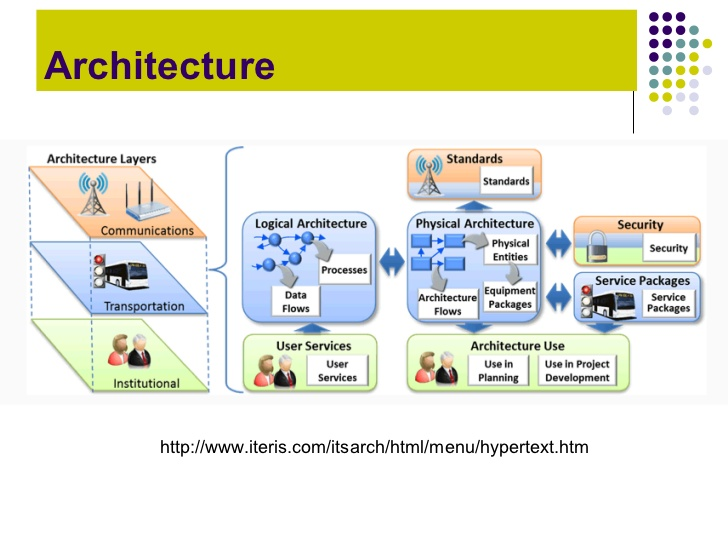 Architecture
Architecture Layers
Communications
Transportation
Institutional
Logical Architecture
Processes
Data
Flows
User Services
User
Services
Standards
Standards
Physical Architecture
Physical
Entities
Architecture
Flows
Equipment
Packages
Security
Security
Service Packages
Service
Packages
Architecture Use
Use in
Planning
Use in Project
Development
http://www.iteris.com/itsarch/html/menu/hypertext.htm